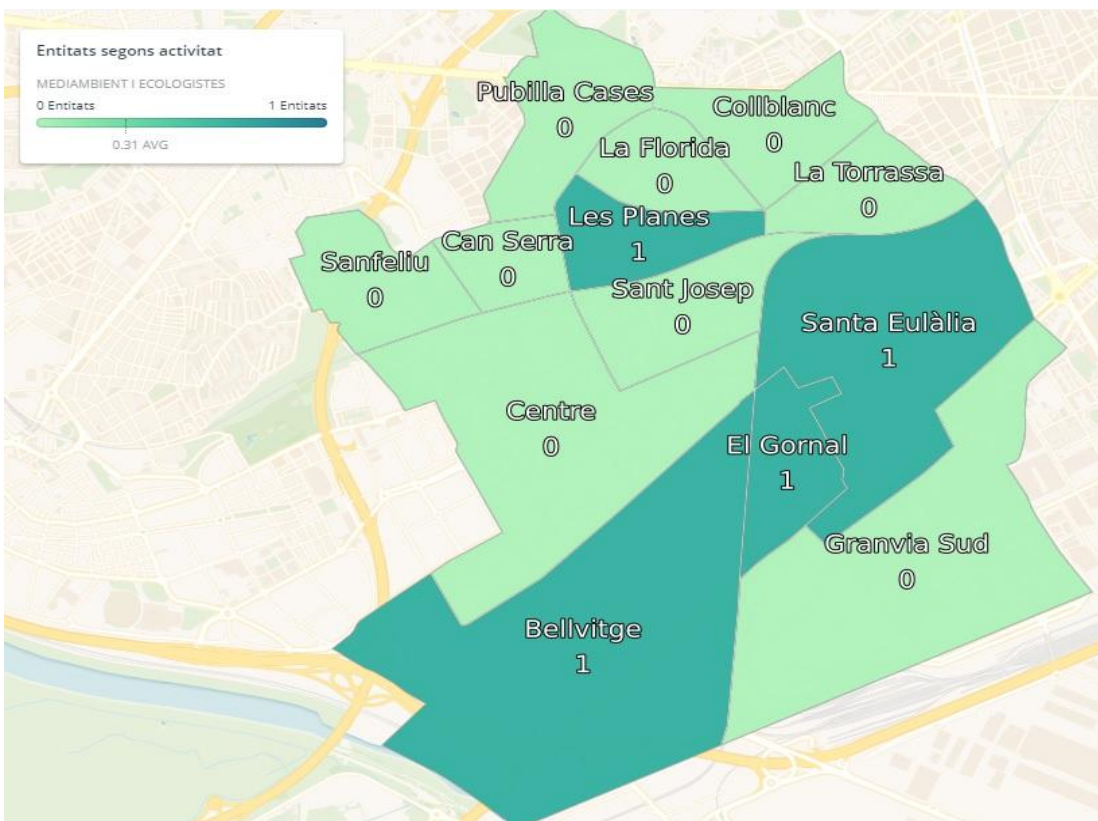 Entitats segons activitat
MEDIAMBIENT I ECOLOGISTES
0 Entitats 1 Entitats
0.31 AVG
Pubilla Cases
0
Collblanc
0
La Florida
0
La Torrassa
0
Les Planes
1
Can Serra
0
Sanfeliu
0
Sant Josep
0
Santa Eulàlia
1
Centre
0
El Gornal
1
Granvia Sud
0
Bellvitge
1